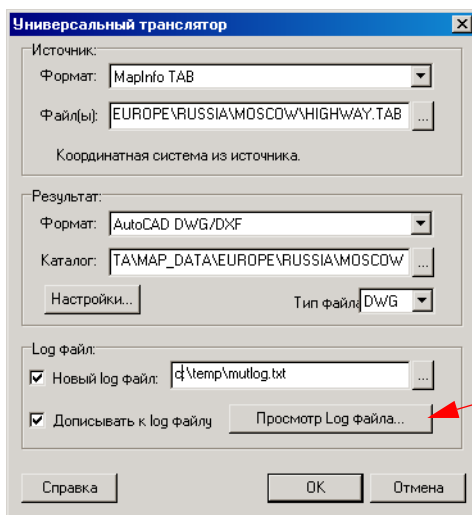 Универсальный транслятор
Источник:
Формат: MapInfo TAB
Файл(ы): EUROPE\RUSSIA\MOSCOW\HIGHWAY.TAB ...
Координатная система из источника.
Результат:
Формат: AutoCAD DWG/DXF
Каталог: TA\MAP_DATA\EUROPE\RUSSIA\MOSCOW ...
Настройки... Тип файла DWG
Log файл:
Новый log файл: c:\temp\mutlog.txt ...
Дописывать к log файлу Просмотр Log файла...
Справка OK Отмена